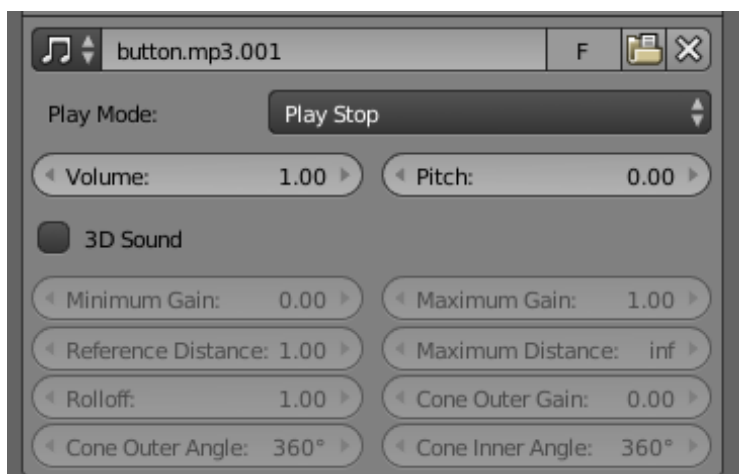 button.mp3.001 F
Play Mode: Play Stop
Volume: 1.00 Pitch: 0.00
3D Sound
Minimum Gain: 0.00 Maximum Gain: 1.00
Reference Distance: 1.00 Maximum Distance: inf
Rolloff: 1.00 Cone Outer Gain: 0.00
Cone Outer Angle: 360° Cone Inner Angle: 360°